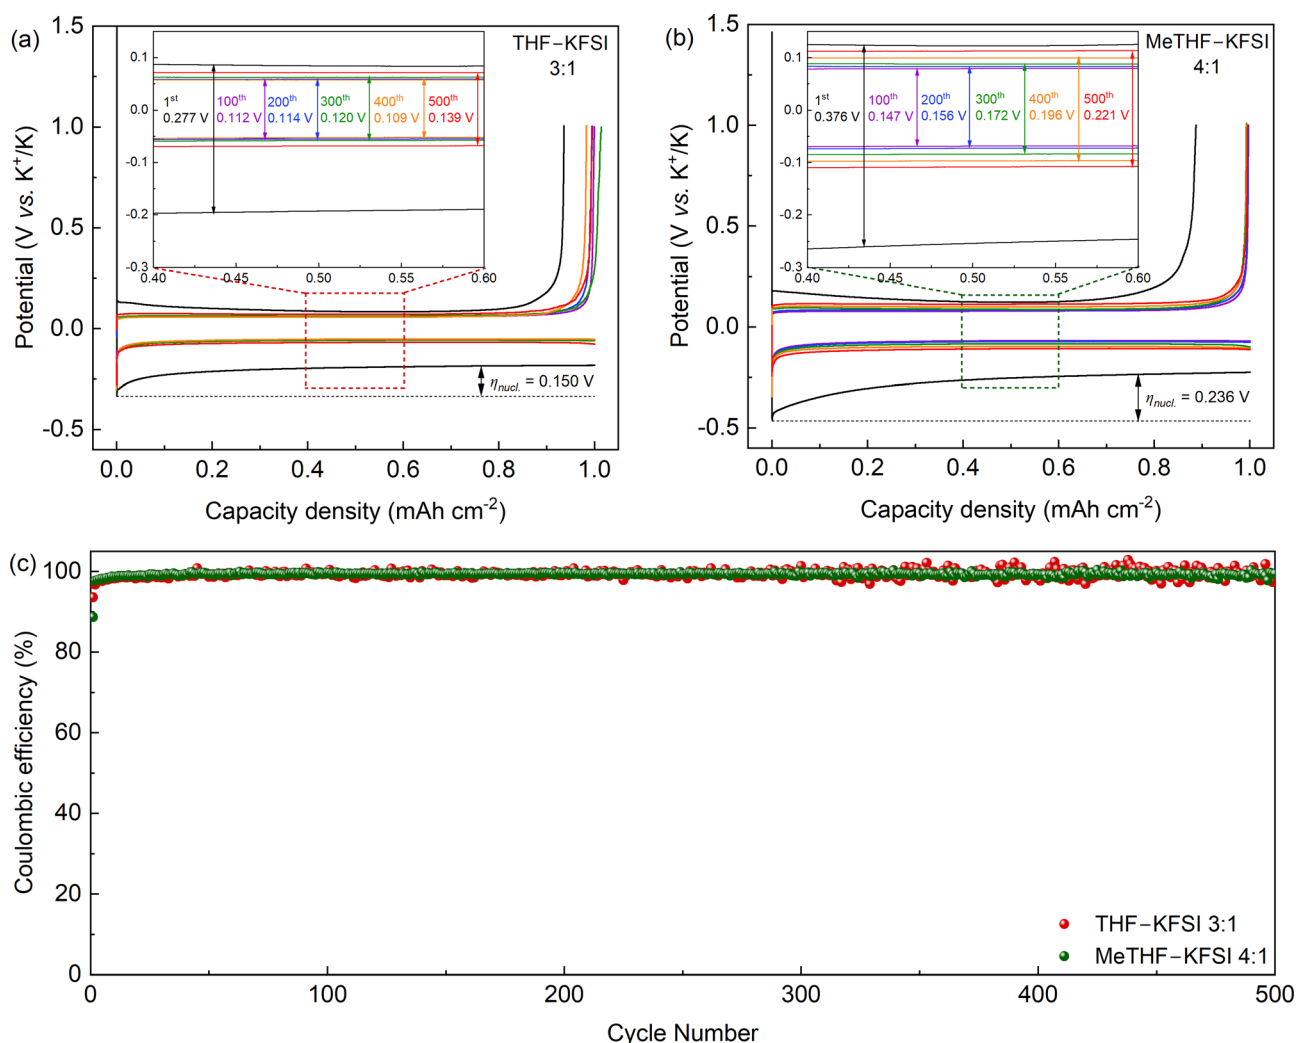 (a)
THF–KFSI
3:1
Potential (V vs. K⁺/K)
1.5
1.0
0.5
0.0
-0.5
0.1
0.0
-0.1
-0.2
-0.3
1ˢᵗ 100ᵗʰ 200ᵗʰ 300ᵗʰ 400ᵗʰ 500ᵗʰ
0.277 V 0.112 V 0.114 V 0.120 V 0.109 V 0.139 V
0.40 0.45 0.50 0.55 0.60
ηnucl. = 0.150 V
0.0 0.2 0.4 0.6 0.8 1.0
Capacity density (mAh cm⁻²)
(b)
MeTHF–KFSI
4:1
Potential (V vs. K⁺/K)
1.5
1.0
0.5
0.0
-0.5
0.1
0.0
-0.1
-0.2
-0.3
1ˢᵗ 100ᵗʰ 200ᵗʰ 300ᵗʰ 400ᵗʰ 500ᵗʰ
0.376 V 0.147 V 0.156 V 0.172 V 0.196 V 0.221 V
0.40 0.45 0.50 0.55 0.60
ηnucl. = 0.236 V
0.0 0.2 0.4 0.6 0.8 1.0
Capacity density (mAh cm⁻²)
(c)
Coulombic efficiency (%)
100
80
60
40
20
0
THF–KFSI 3:1
MeTHF–KFSI 4:1
0 100 200 300 400 500
Cycle Number